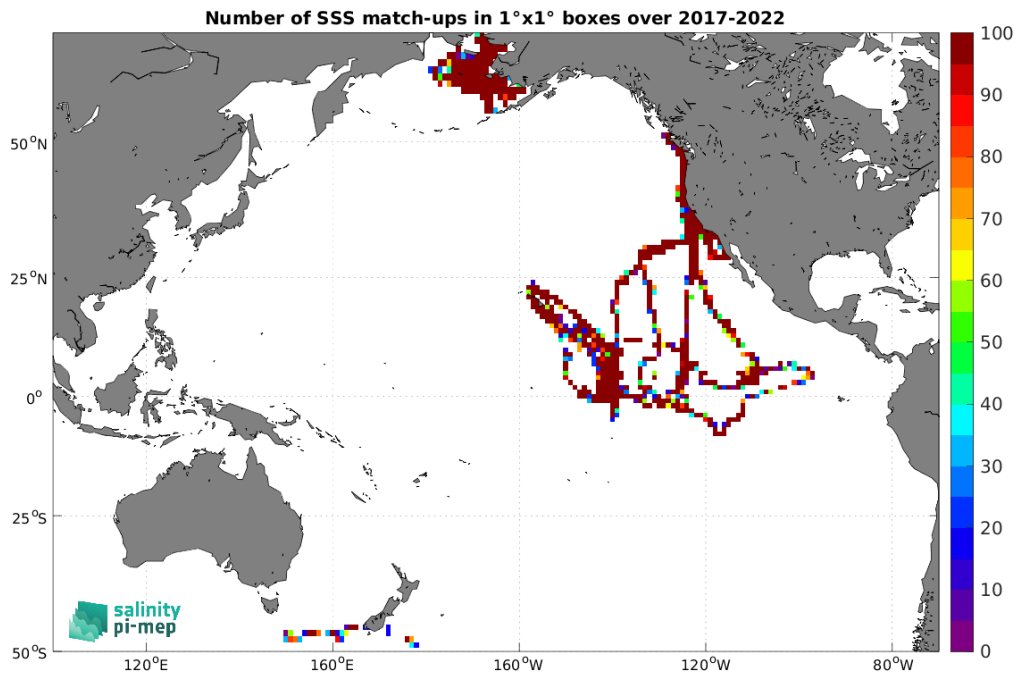 Number of SSS match-ups in 1°x1° boxes over 2017-2022
100
90
80
70
60
50
40
30
20
10
0
50°N
25°N
0°
25°S
50°S
salinity
pi-mep
120°E
160°E
160°W
120°W
80°W